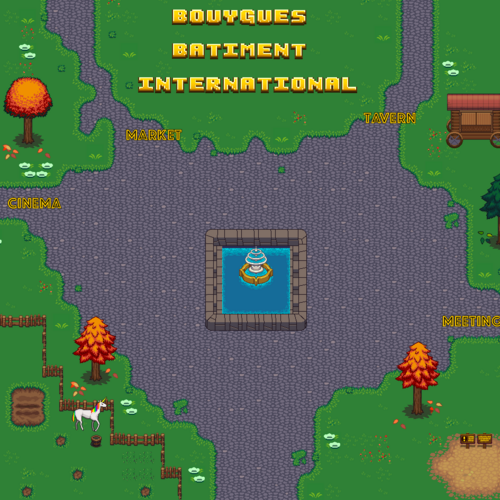 BOUYGUES
BATIMENT
INTERNATIONAL
TAVERN
MARKET
CINEMA
MEETING